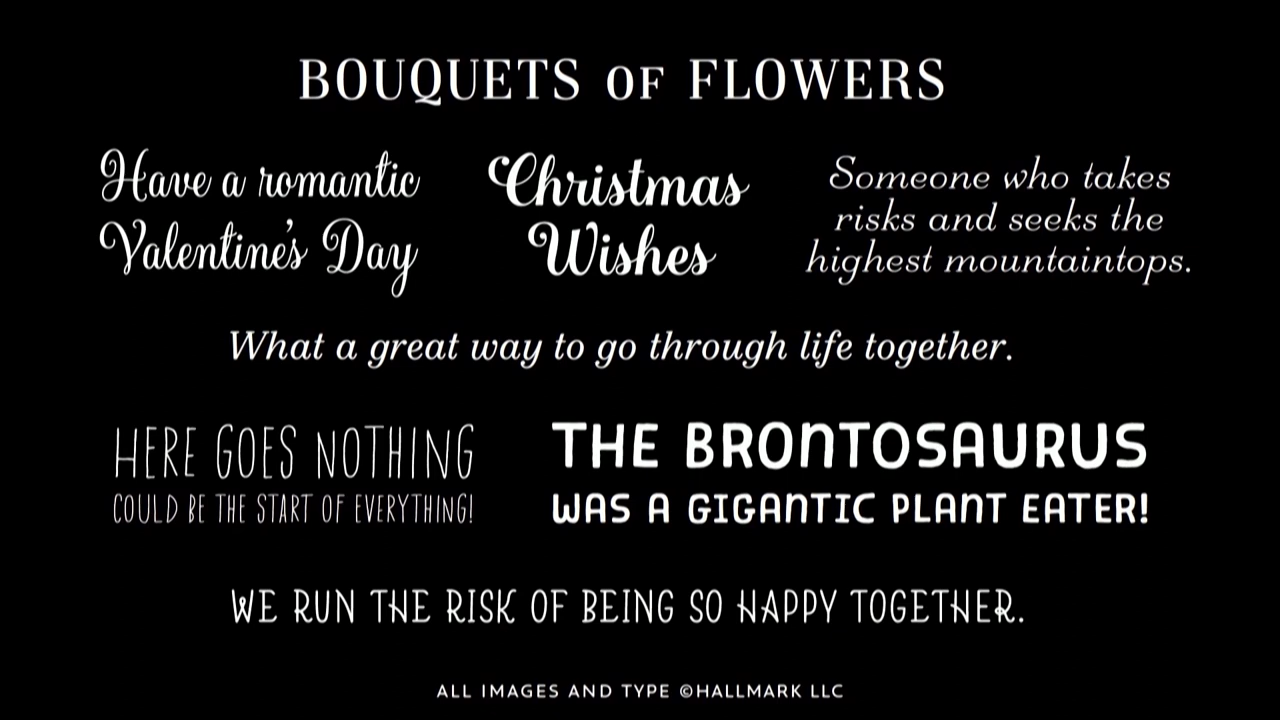 BOUQUETS OF FLOWERS
Have a romantic
Valentine's Day
Christmas
Wishes
Someone who takes
risks and seeks the
highest mountaintops.
What a great way to go through life together.
HERE GOES NOTHING
COULD BE THE START OF EVERYTHING!
THE BRONTOSAURUS
WAS A GIGANTIC PLANT EATER!
WE RUN THE RISK OF BEING SO HAPPY TOGETHER.
ALL IMAGES AND TYPE ©HALLMARK LLC